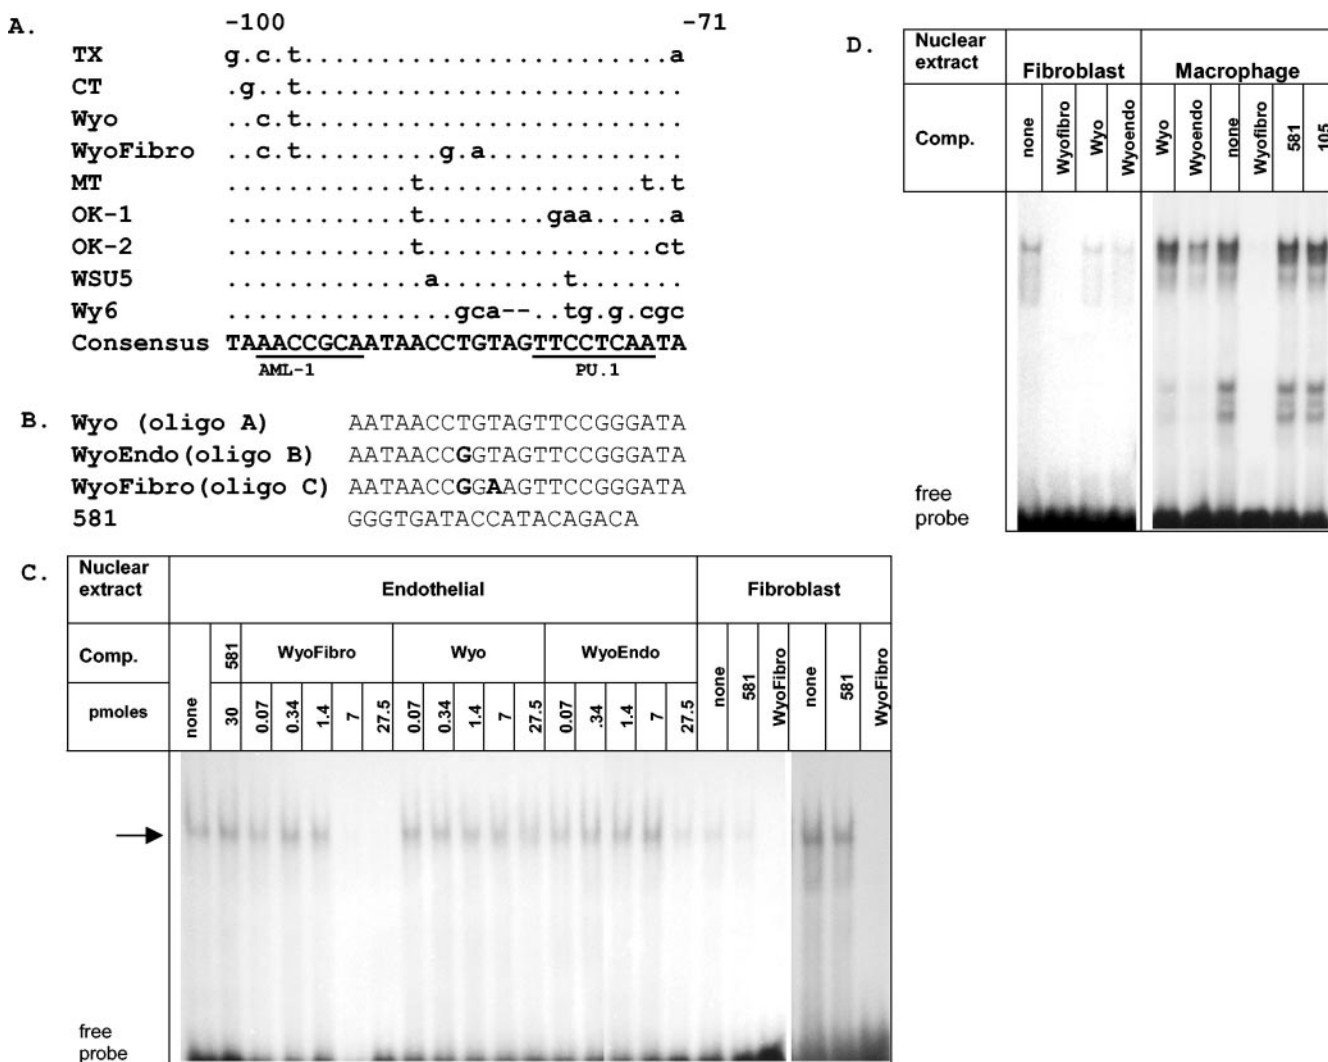 A.
-100 -71
TX g.c.t........................a
CT .g..t.........................
Wyo ..c.t.........................
WyoFibro ..c.t.........g.a.............
MT ............t..............t.t
OK-1 ............t........gaa.....a
OK-2 ............t...............ct
WSU5 .............a........t.......
Wy6 ...............gca--..tg.g.cgc
Consensus TAAACCGCAATAACCTGTAGTTCCTCAATA
AML-1 PU.1
B. Wyo (oligo A) AATAACCTGTAGTTCCGGGATA
WyoEndo(oligo B) AATAACCGGTAGTTCCGGGATA
WyoFibro(oligo C) AATAACCGGAAGTTCCGGGATA
581 GGGTGATACCATACAGACA
C.
Nuclear extract Endothelial Fibroblast
Comp. 581 WyoFibro Wyo WyoEndo none 581 WyoFibro none 581 WyoFibro
pmoles none 30 0.07 0.34 1.4 7 27.5 0.07 0.34 1.4 7 27.5 0.07 .34 1.4 7 27.5
free
probe
D.
Nuclear extract Fibroblast Macrophage
Comp. none Wyofibro Wyo Wyoendo Wyo Wyoendo none Wyofibro 581 105
free
probe